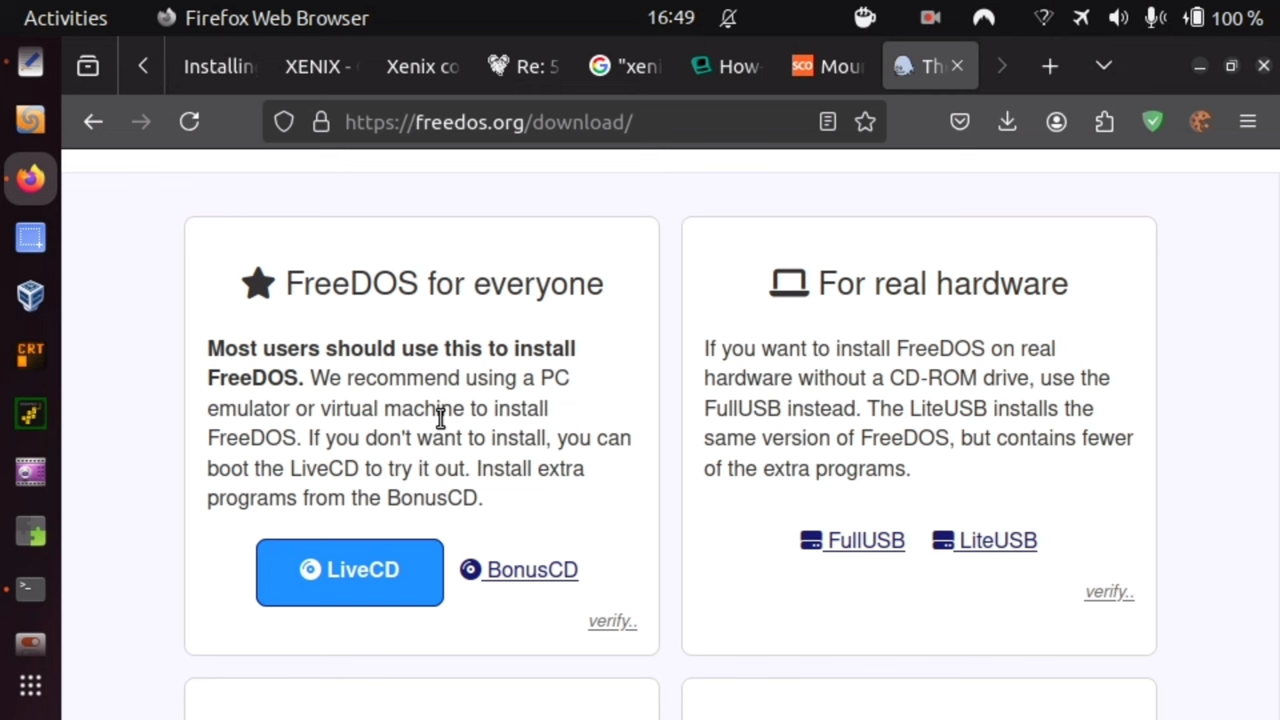 Activities
Firefox Web Browser
16:49
100 %
Installin
XENIX -
Xenix co
Re: 5
"xeni
How-
SCO
Mou
Th
https://freedos.org/download/
CRT
FreeDOS for everyone
Most users should use this to install
FreeDOS. We recommend using a PC
emulator or virtual machine to install
FreeDOS. If you don't want to install, you can
boot the LiveCD to try it out. Install extra
programs from the BonusCD.
LiveCD
BonusCD
verify..
For real hardware
If you want to install FreeDOS on real
hardware without a CD-ROM drive, use the
FullUSB instead. The LiteUSB installs the
same version of FreeDOS, but contains fewer
of the extra programs.
FullUSB
LiteUSB
verify..